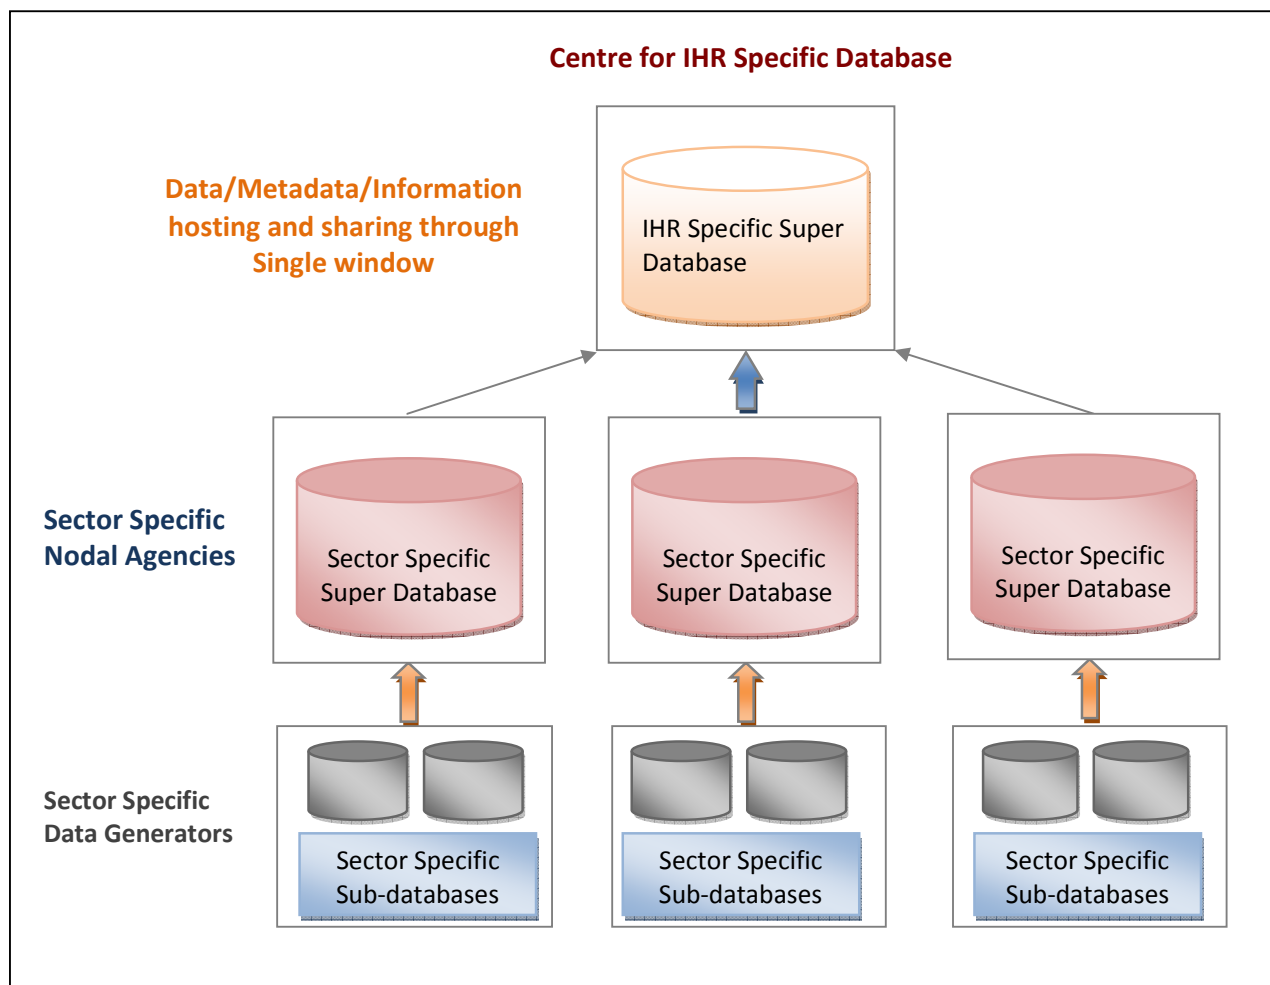 Centre for IHR Specific Database
Data/Metadata/Information
hosting and sharing through
Single window
IHR Specific Super
Database
Sector Specific
Nodal Agencies
Sector Specific
Super Database
Sector Specific
Super Database
Sector Specific
Super Database
Sector Specific
Data Generators
Sector Specific
Sub-databases
Sector Specific
Sub-databases
Sector Specific
Sub-databases